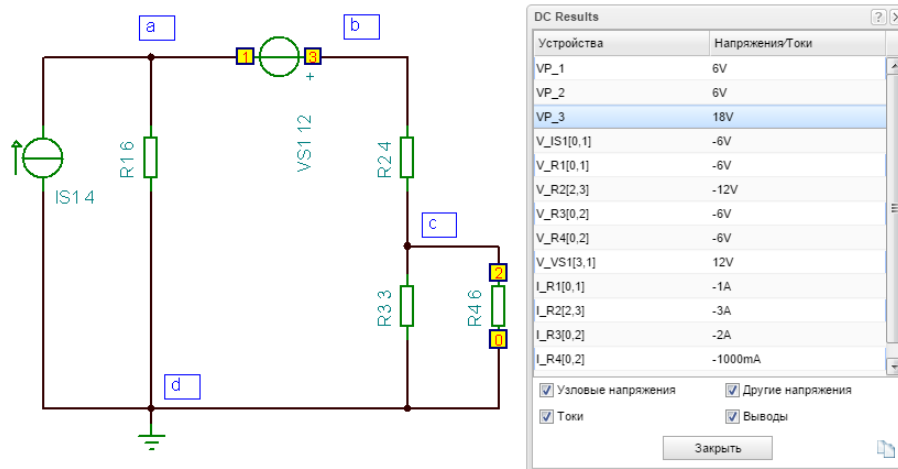 a
b
1
3
+
VS1 12
R1 6
R2 4
IS1 4
c
2
R3 3
R4 6
0
d
DC Results
?
Устройства Напряжения/Токи
VP_1 6V
VP_2 6V
VP_3 18V
V_IS1[0,1] -6V
V_R1[0,1] -6V
V_R2[2,3] -12V
V_R3[0,2] -6V
V_R4[0,2] -6V
V_VS1[3,1] 12V
I_R1[0,1] -1A
I_R2[2,3] -3A
I_R3[0,2] -2A
I_R4[0,2] -1000mA
Узловые напряжения Другие напряжения
Токи Выводы
Закрыть